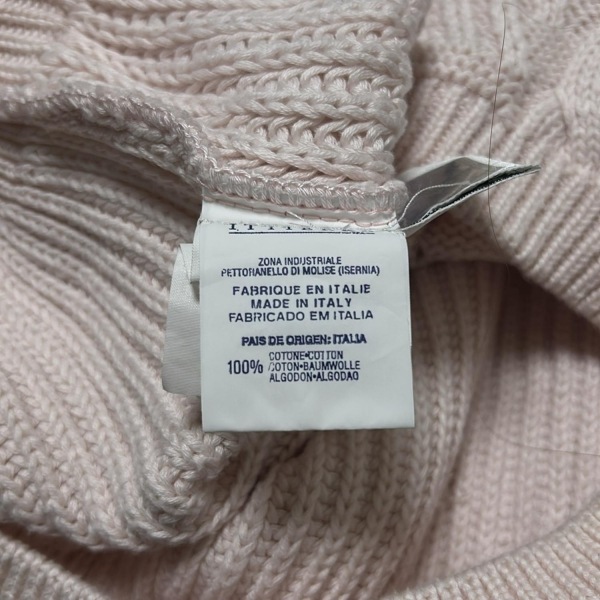 ZONA INDUSTRIALE
PETTORANELLO DI MOLISE (ISERNIA)
FABRIQUE EN ITALIE
MADE IN ITALY
FABRICADO EM ITALIA
PAIS DE ORIGEN: ITALIA
100% COTONE•COTTON
COTON•BAUMWOLLE
ALGODON•ALGODAO